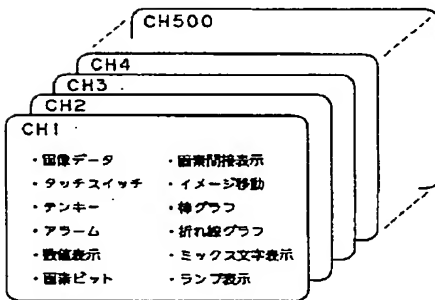 CH500
CH4
CH3
CH2
CH1
・画像データ ・画素間接表示
・タッチスイッチ ・イメージ移動
・テンキー ・棒グラフ
・アラーム ・折れ線グラフ
・数値表示 ・ミックス文字表示
・画素ビット ・ランプ表示